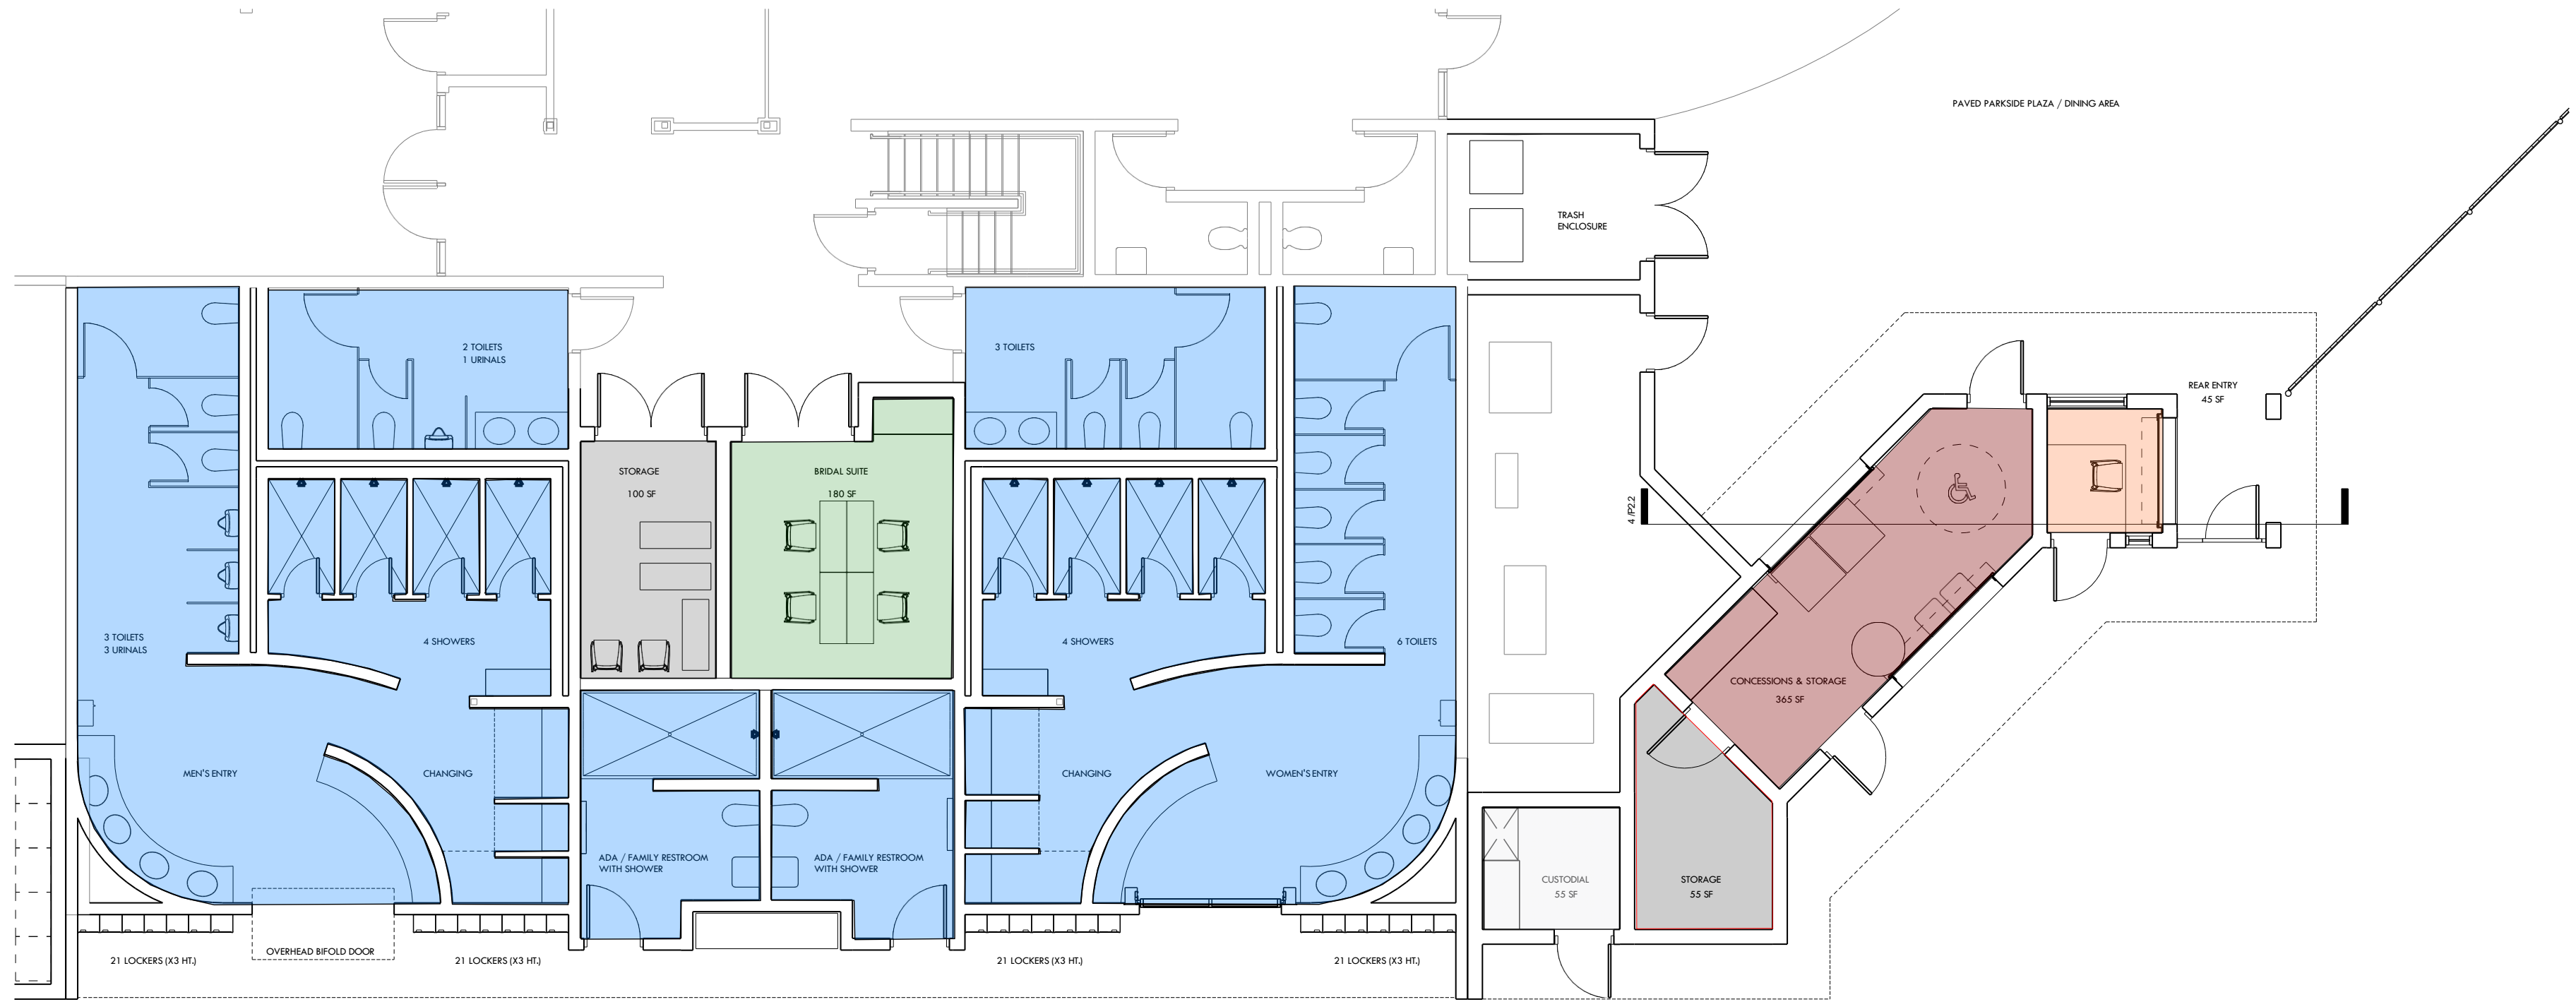 PAVED PARKSIDE PLAZA / DINING AREA
TRASH
ENCLOSURE
2 TOILETS
1 URINALS
3 TOILETS
REAR ENTRY
45 SF
STORAGE
100 SF
BRIDAL SUITE
180 SF
4 /P2.2
3 TOILETS
3 URINALS
4 SHOWERS
4 SHOWERS
6 TOILETS
CONCESSIONS & STORAGE
365 SF
MEN'S ENTRY
CHANGING
CHANGING
WOMEN'S ENTRY
ADA / FAMILY RESTROOM
WITH SHOWER
ADA / FAMILY RESTROOM
WITH SHOWER
CUSTODIAL
55 SF
STORAGE
55 SF
OVERHEAD BIFOLD DOOR
21 LOCKERS (X3 HT.)
21 LOCKERS (X3 HT.)
21 LOCKERS (X3 HT.)
21 LOCKERS (X3 HT.)